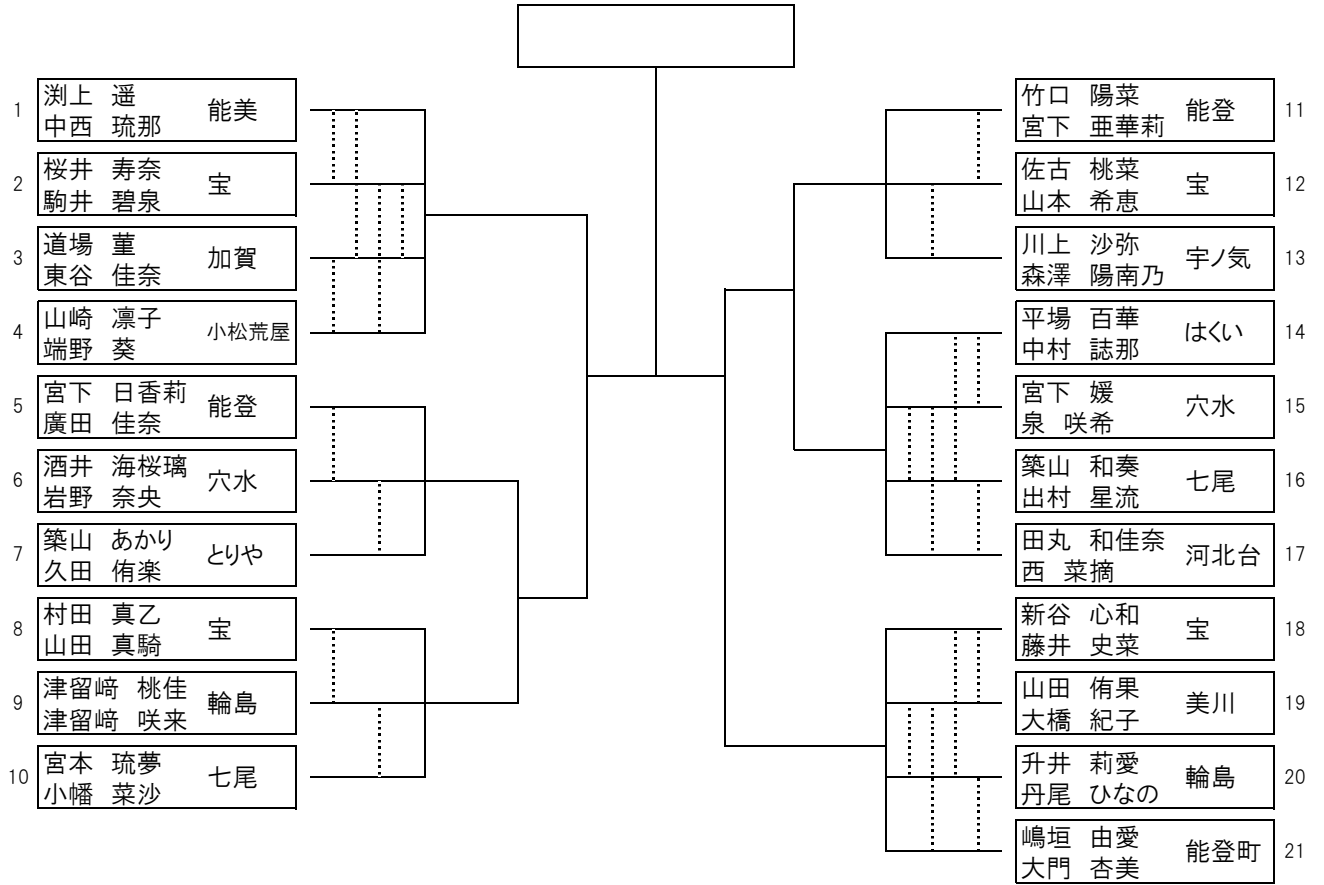 1 渕上 遥 能美
中西 琉那
2 桜井 寿奈 宝
駒井 碧泉
3 道場 菫 加賀
東谷 佳奈
4 山崎 凛子 小松荒屋
端野 葵
5 宮下 日香莉 能登
廣田 佳奈
6 酒井 海桜璃 穴水
岩野 奈央
7 築山 あかり とりや
久田 侑楽
8 村田 真乙 宝
山田 真騎
9 津留﨑 桃佳 輪島
津留﨑 咲来
10 宮本 琉夢 七尾
小幡 菜沙
竹口 陽菜 能登 11
宮下 亜華莉
佐古 桃菜 宝 12
山本 希恵
川上 沙弥 宇ノ気 13
森澤 陽南乃
平場 百華 はくい 14
中村 誌那
宮下 媛 穴水 15
泉 咲希
築山 和奏 七尾 16
出村 星流
田丸 和佳奈 河北台 17
西 菜摘
新谷 心和 宝 18
藤井 史菜
山田 侑果 美川 19
大橋 紀子
升井 莉愛 輪島 20
丹尾 ひなの
嶋垣 由愛 能登町 21
大門 杏美